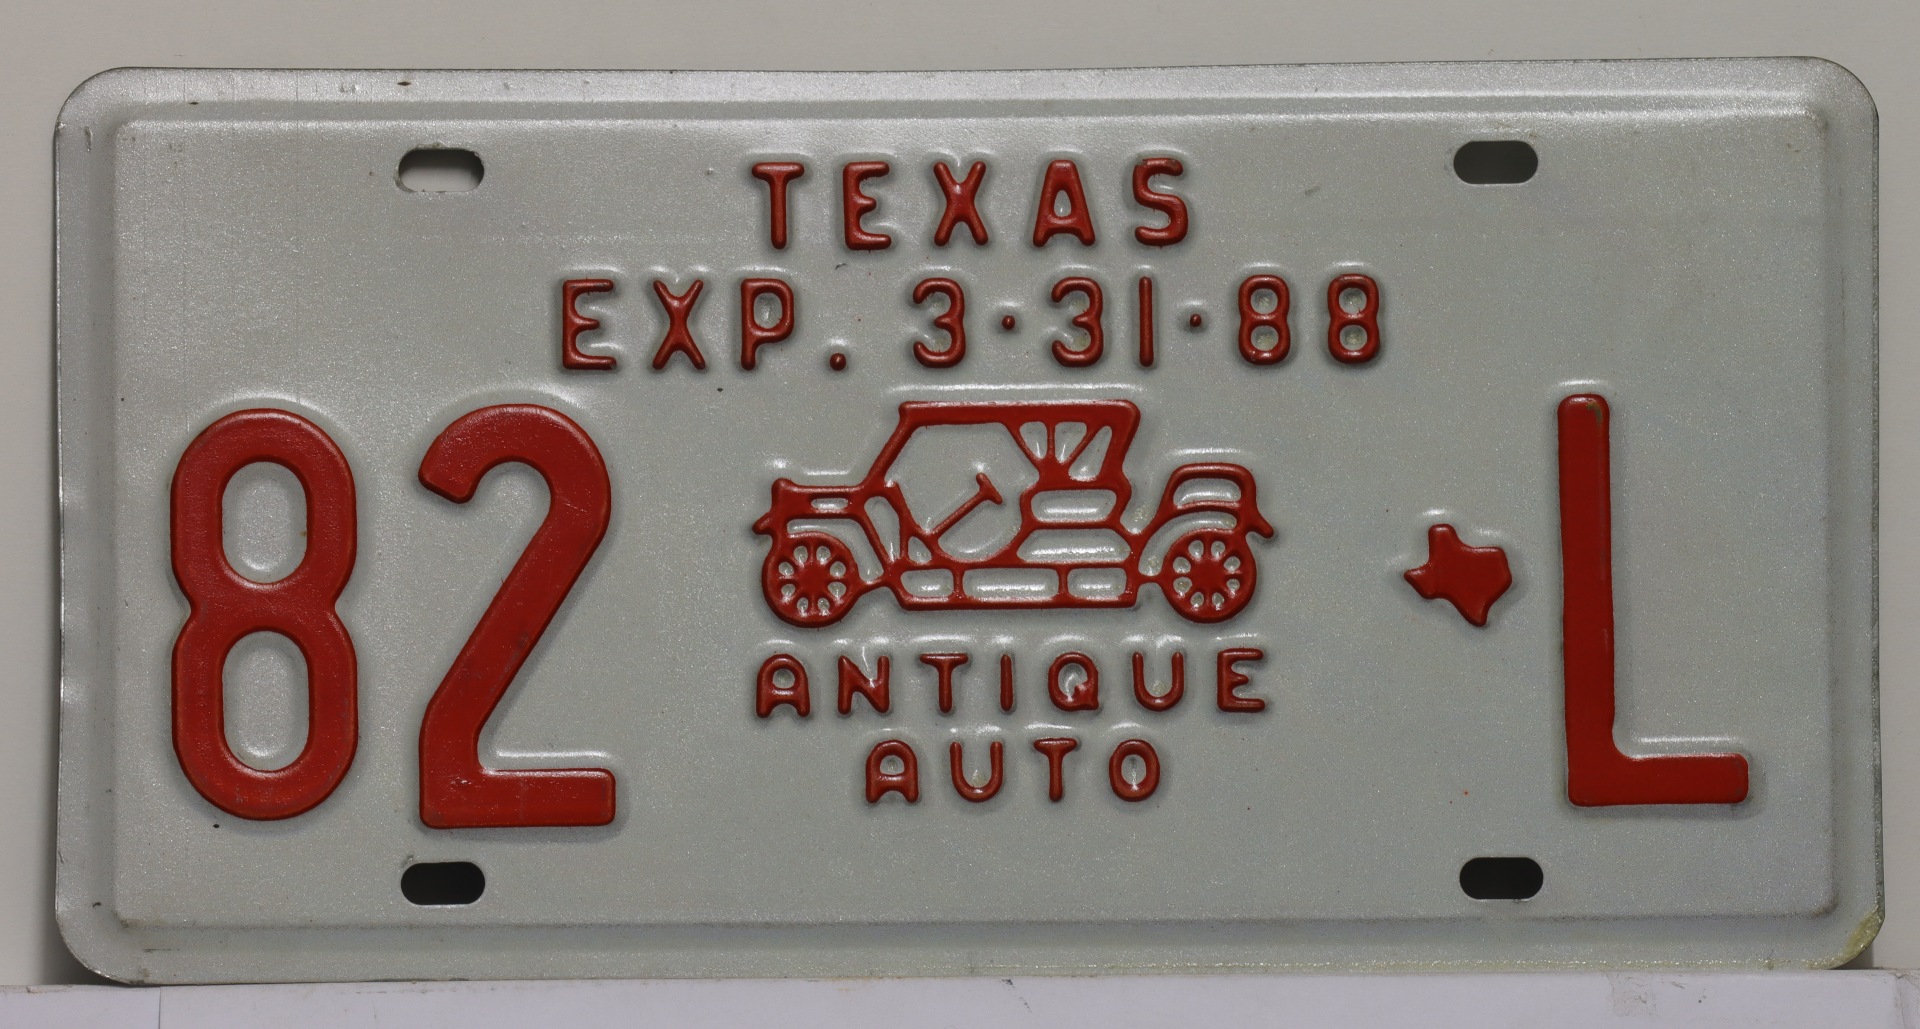 TEXAS
EXP. 3·31·88
82 L
ANTIQUE
AUTO